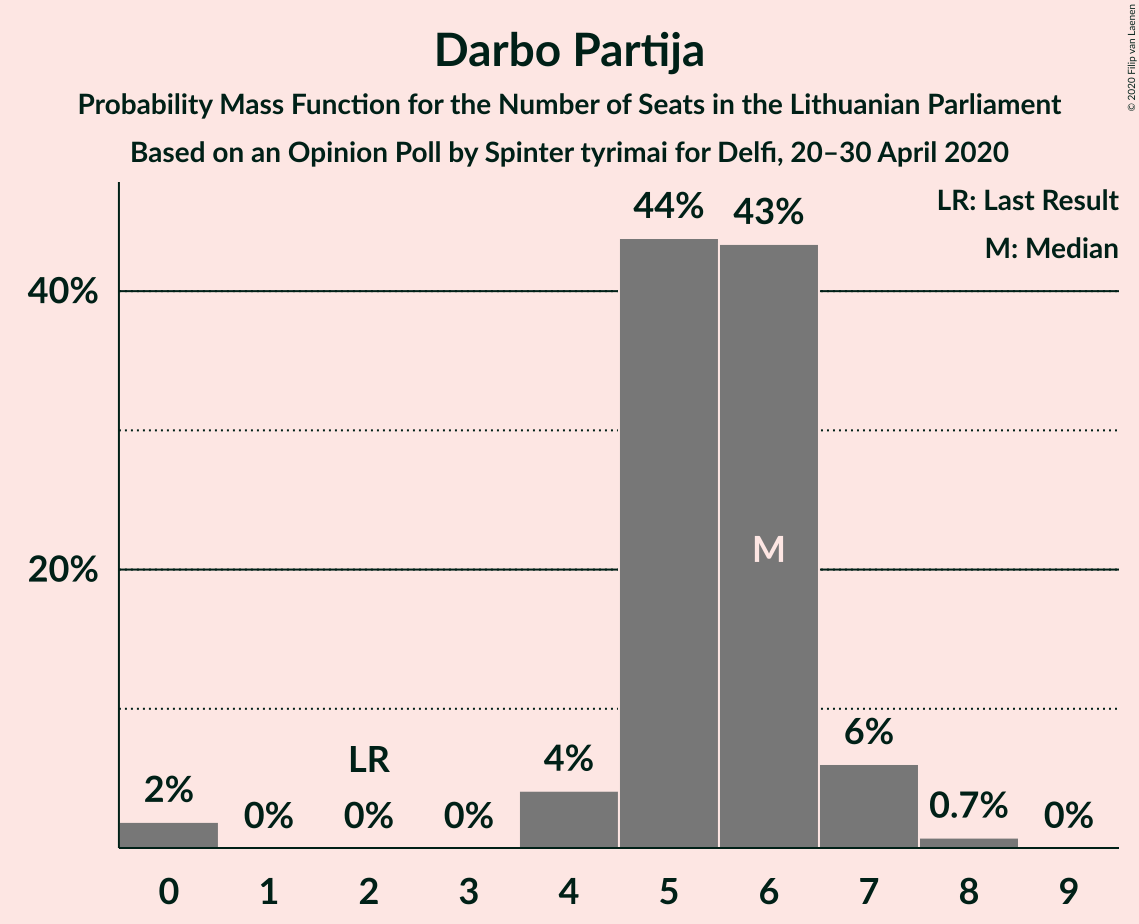 Darbo Partija
Probability Mass Function for the Number of Seats in the Lithuanian Parliament
Based on an Opinion Poll by Spinter tyrimai for Delfi, 20–30 April 2020
© 2020 Filip van Laenen
LR: Last Result
M: Median
40%
20%
2%
0%
LR
0%
0%
4%
44%
43%
M
6%
0.7%
0%
0 1 2 3 4 5 6 7 8 9